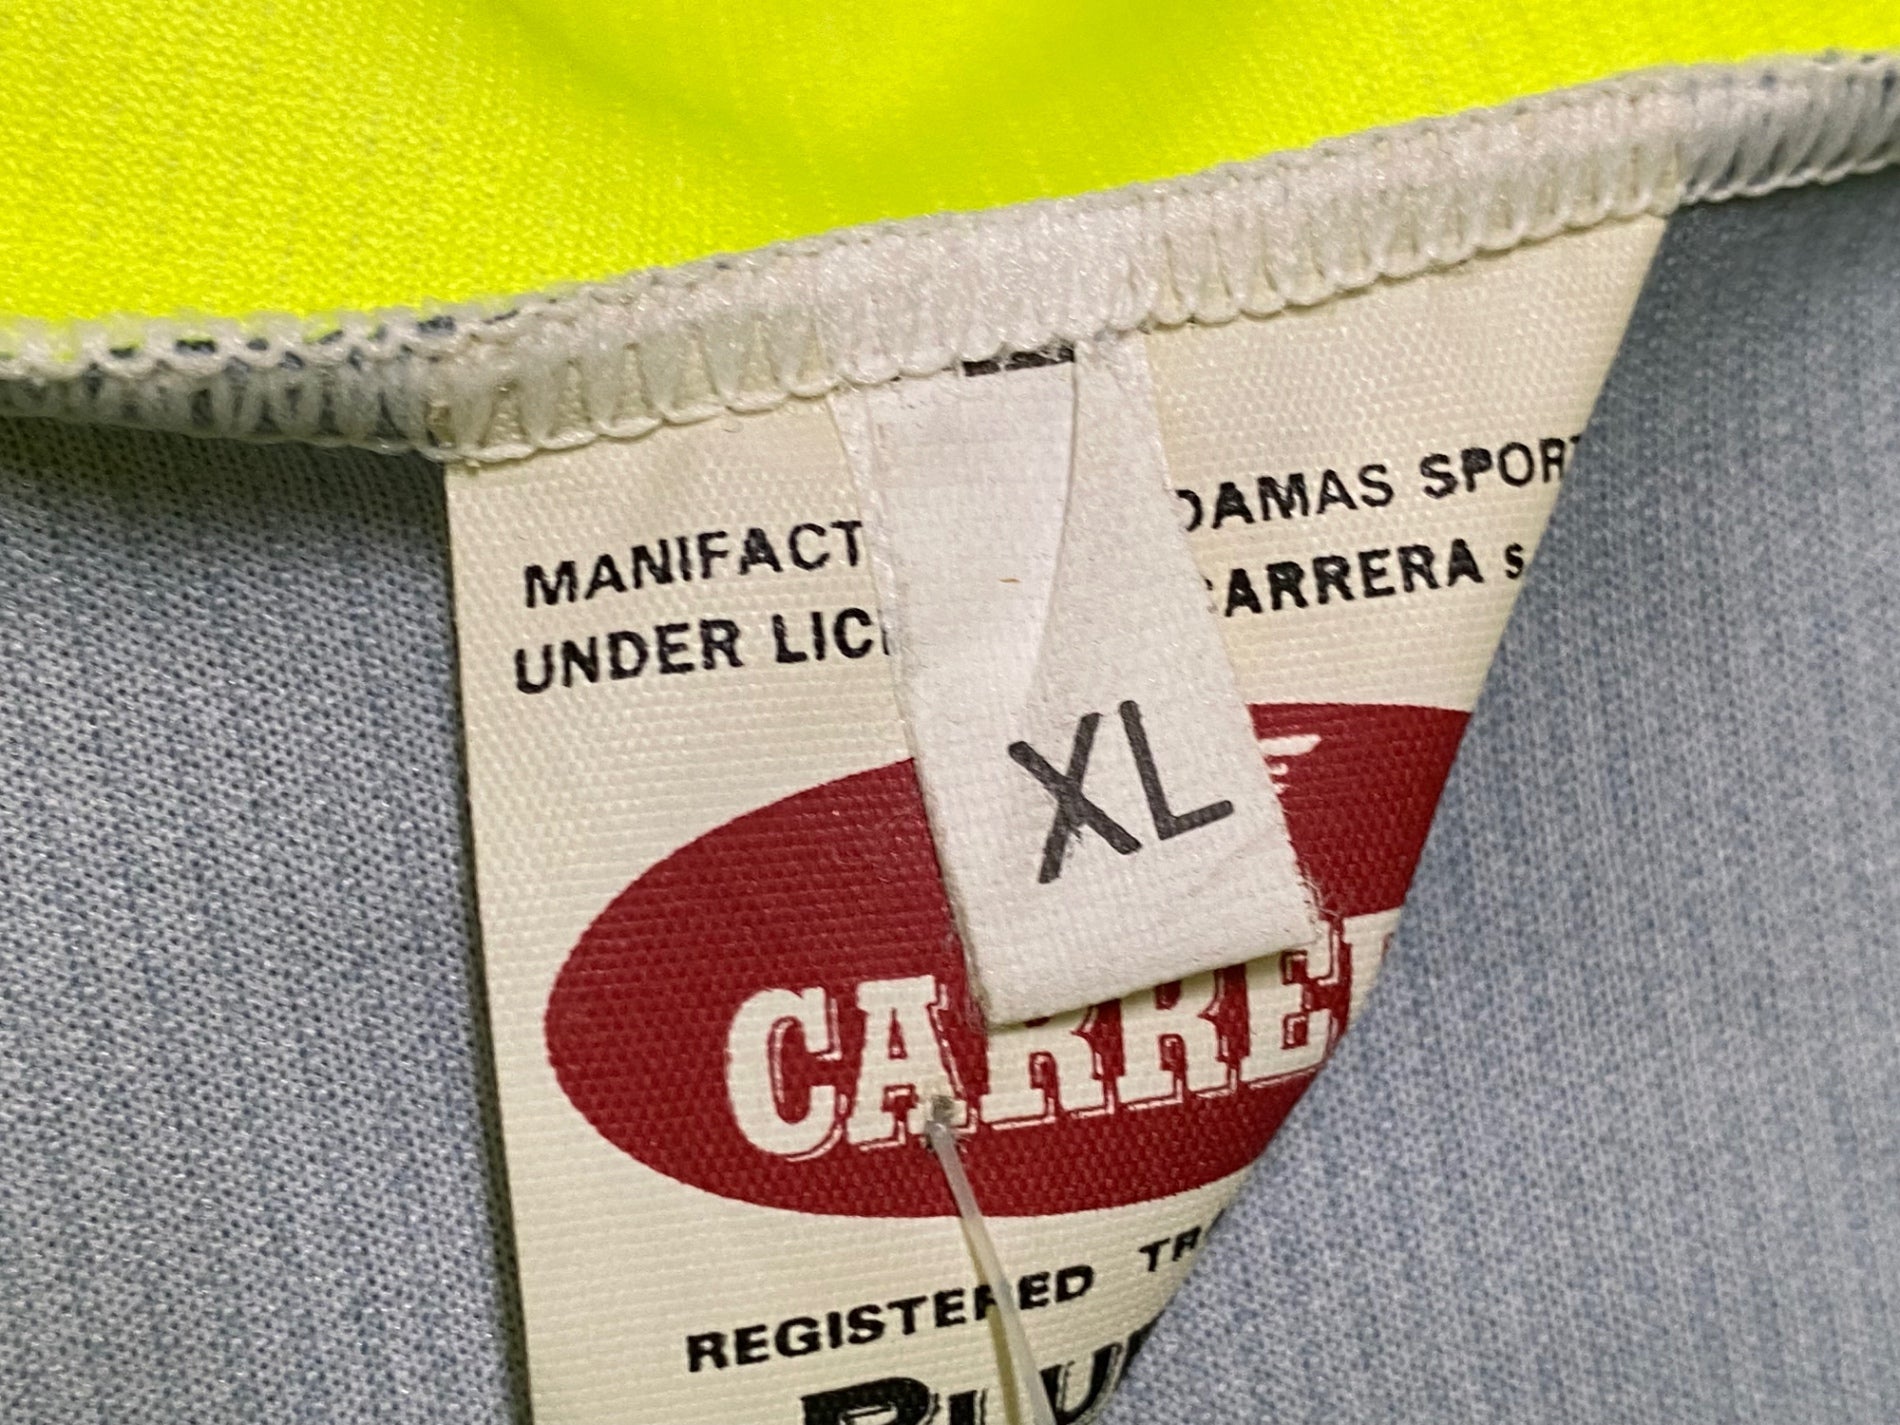 MANIFACT DAMAS SPORT
UNDER LIC CARRERA
XL
CARRE
REGISTERED TR